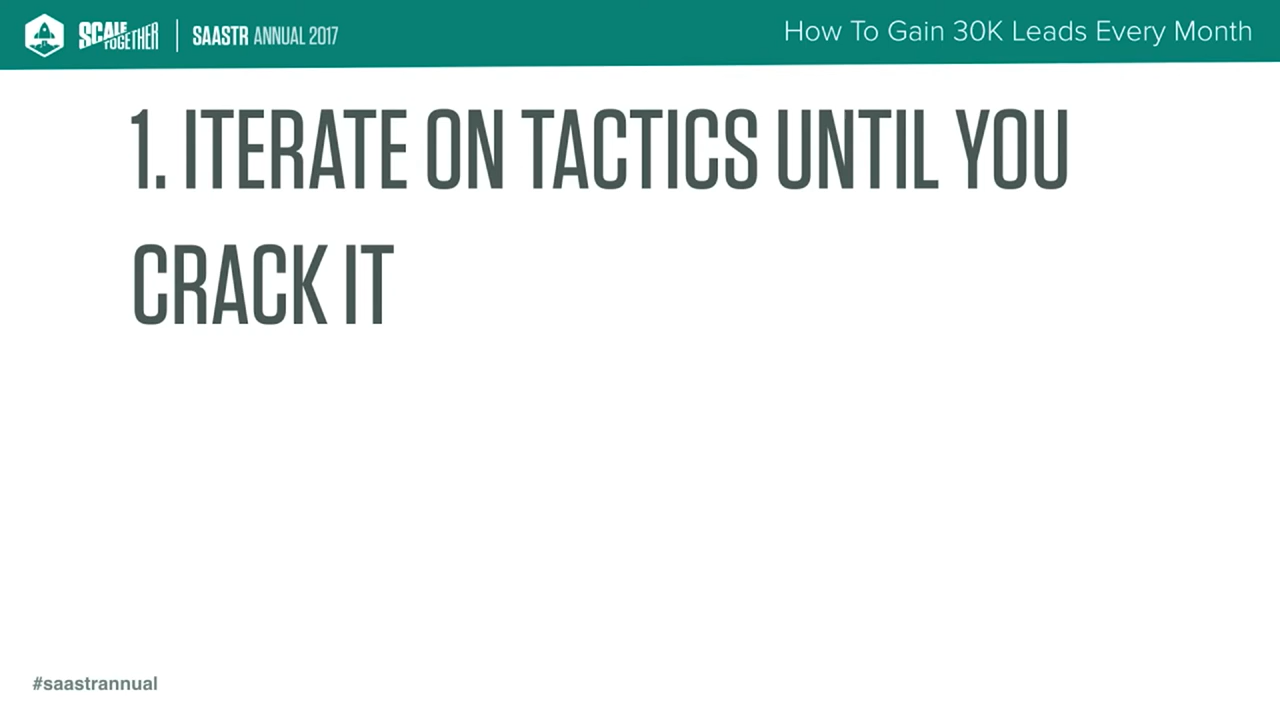 SCALE TOGETHER
SAASTR ANNUAL 2017
How To Gain 30K Leads Every Month
1. ITERATE ON TACTICS UNTIL YOU
CRACK IT
#saastrannual